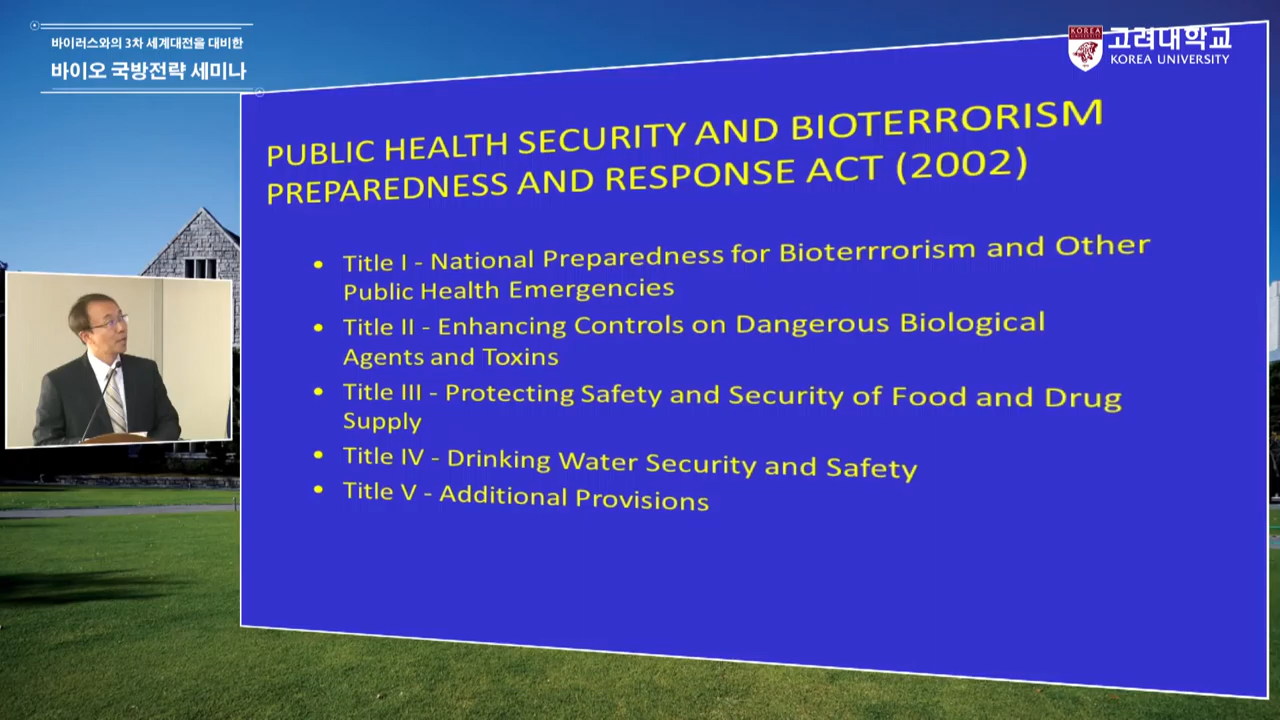 바이러스와의 3차 세계대전을 대비한
바이오 국방전략 세미나
KOREA
UNIVERSITY
고려대학교
KOREA UNIVERSITY
PUBLIC HEALTH SECURITY AND BIOTERRORISM
PREPAREDNESS AND RESPONSE ACT (2002)
• Title I - National Preparedness for Bioterrrorism and Other
Public Health Emergencies
• Title II - Enhancing Controls on Dangerous Biological
Agents and Toxins
• Title III - Protecting Safety and Security of Food and Drug
Supply
• Title IV - Drinking Water Security and Safety
• Title V - Additional Provisions